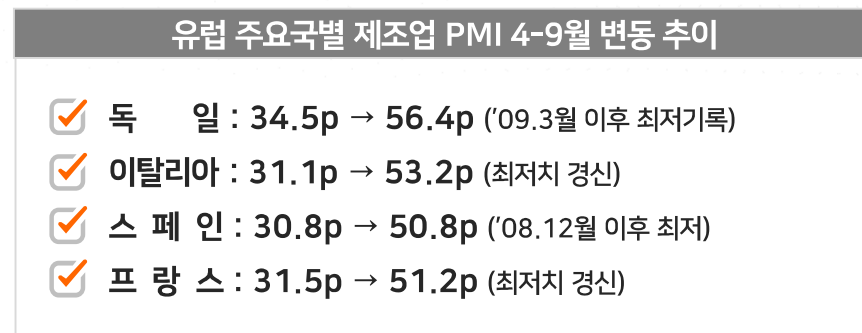 유럽 주요국별 제조업 PMI 4-9월 변동 추이
독 일 : 34.5p → 56.4p (’09.3월 이후 최저기록)
이탈리아 : 31.1p → 53.2p (최저치 경신)
스 페 인 : 30.8p → 50.8p (’08.12월 이후 최저)
프 랑 스 : 31.5p → 51.2p (최저치 경신)